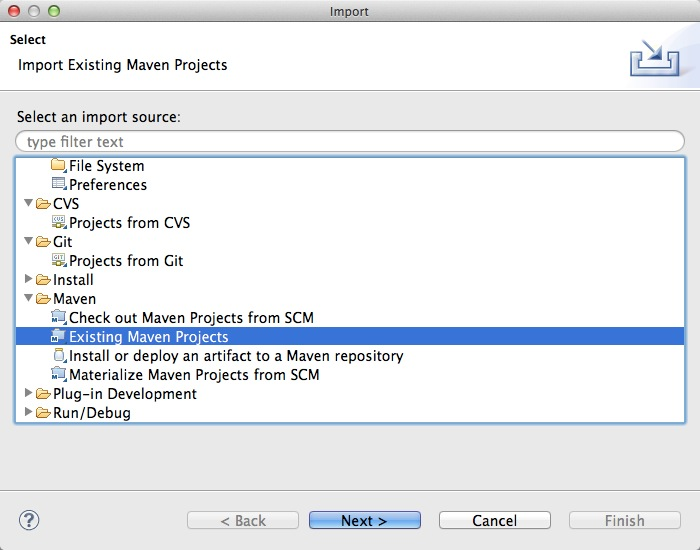 Import
Select
Import Existing Maven Projects
Select an import source:
type filter text
File System
Preferences
CVS
Projects from CVS
Git
Projects from Git
Install
Maven
Check out Maven Projects from SCM
Existing Maven Projects
Install or deploy an artifact to a Maven repository
Materialize Maven Projects from SCM
Plug-in Development
Run/Debug
? < Back Next > Cancel Finish